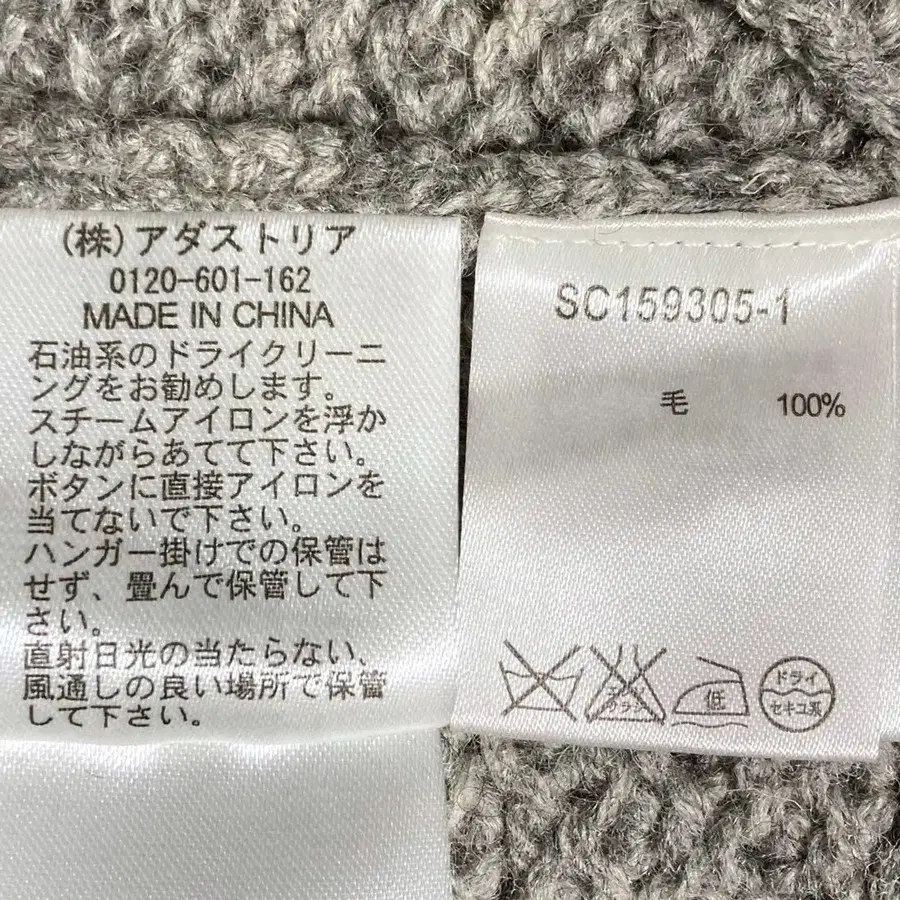 (株)アダストリア
0120-601-162
MADE IN CHINA
石油系のドライクリーニ
ングをお勧めします。
スチームアイロンを浮か
しながらあてて下さい。
ボタンに直接アイロンを
当てないで下さい。
ハンガー掛けでの保管は
せず、畳んで保管して下
さい。
直射日光の当たらない、
風通しの良い場所で保管
して下さい。
SC159305-1
毛 100%
エンソ
サラシ
低
ドライ
セキユ系